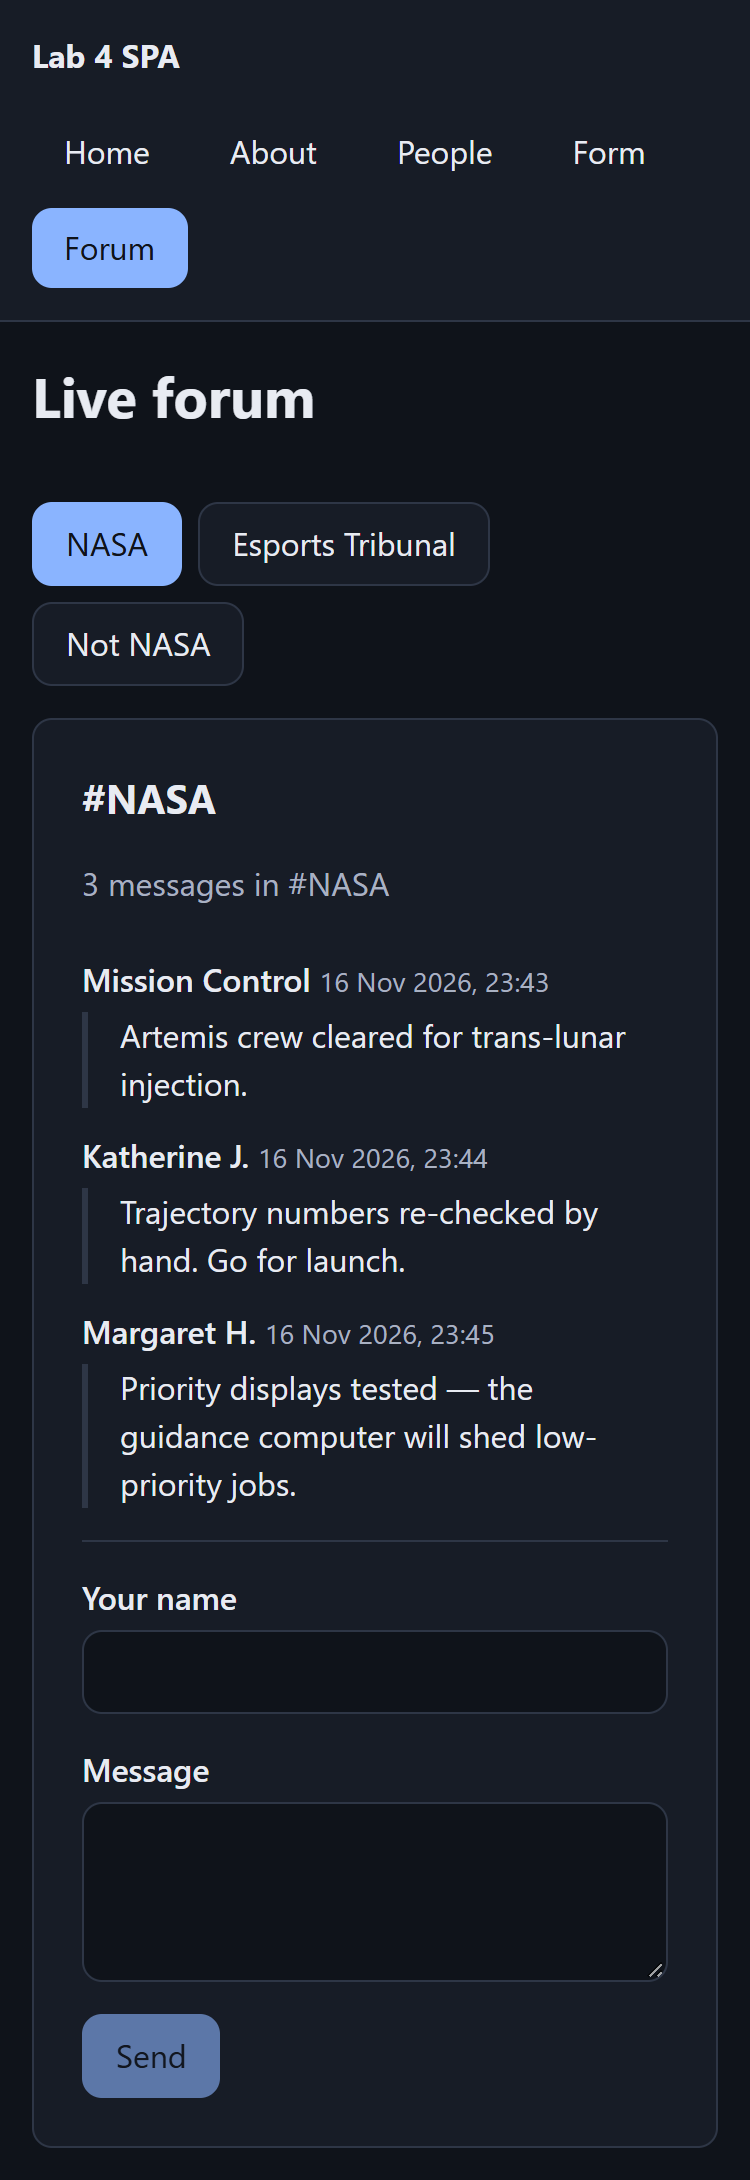 Lab 4 SPA
Home About People Form
Forum
Live forum
NASA Esports Tribunal
Not NASA
#NASA
3 messages in #NASA
Mission Control 16 Nov 2026, 23:43
Artemis crew cleared for trans-lunar
injection.
Katherine J. 16 Nov 2026, 23:44
Trajectory numbers re-checked by
hand. Go for launch.
Margaret H. 16 Nov 2026, 23:45
Priority displays tested — the
guidance computer will shed low-
priority jobs.
Your name
Message
Send